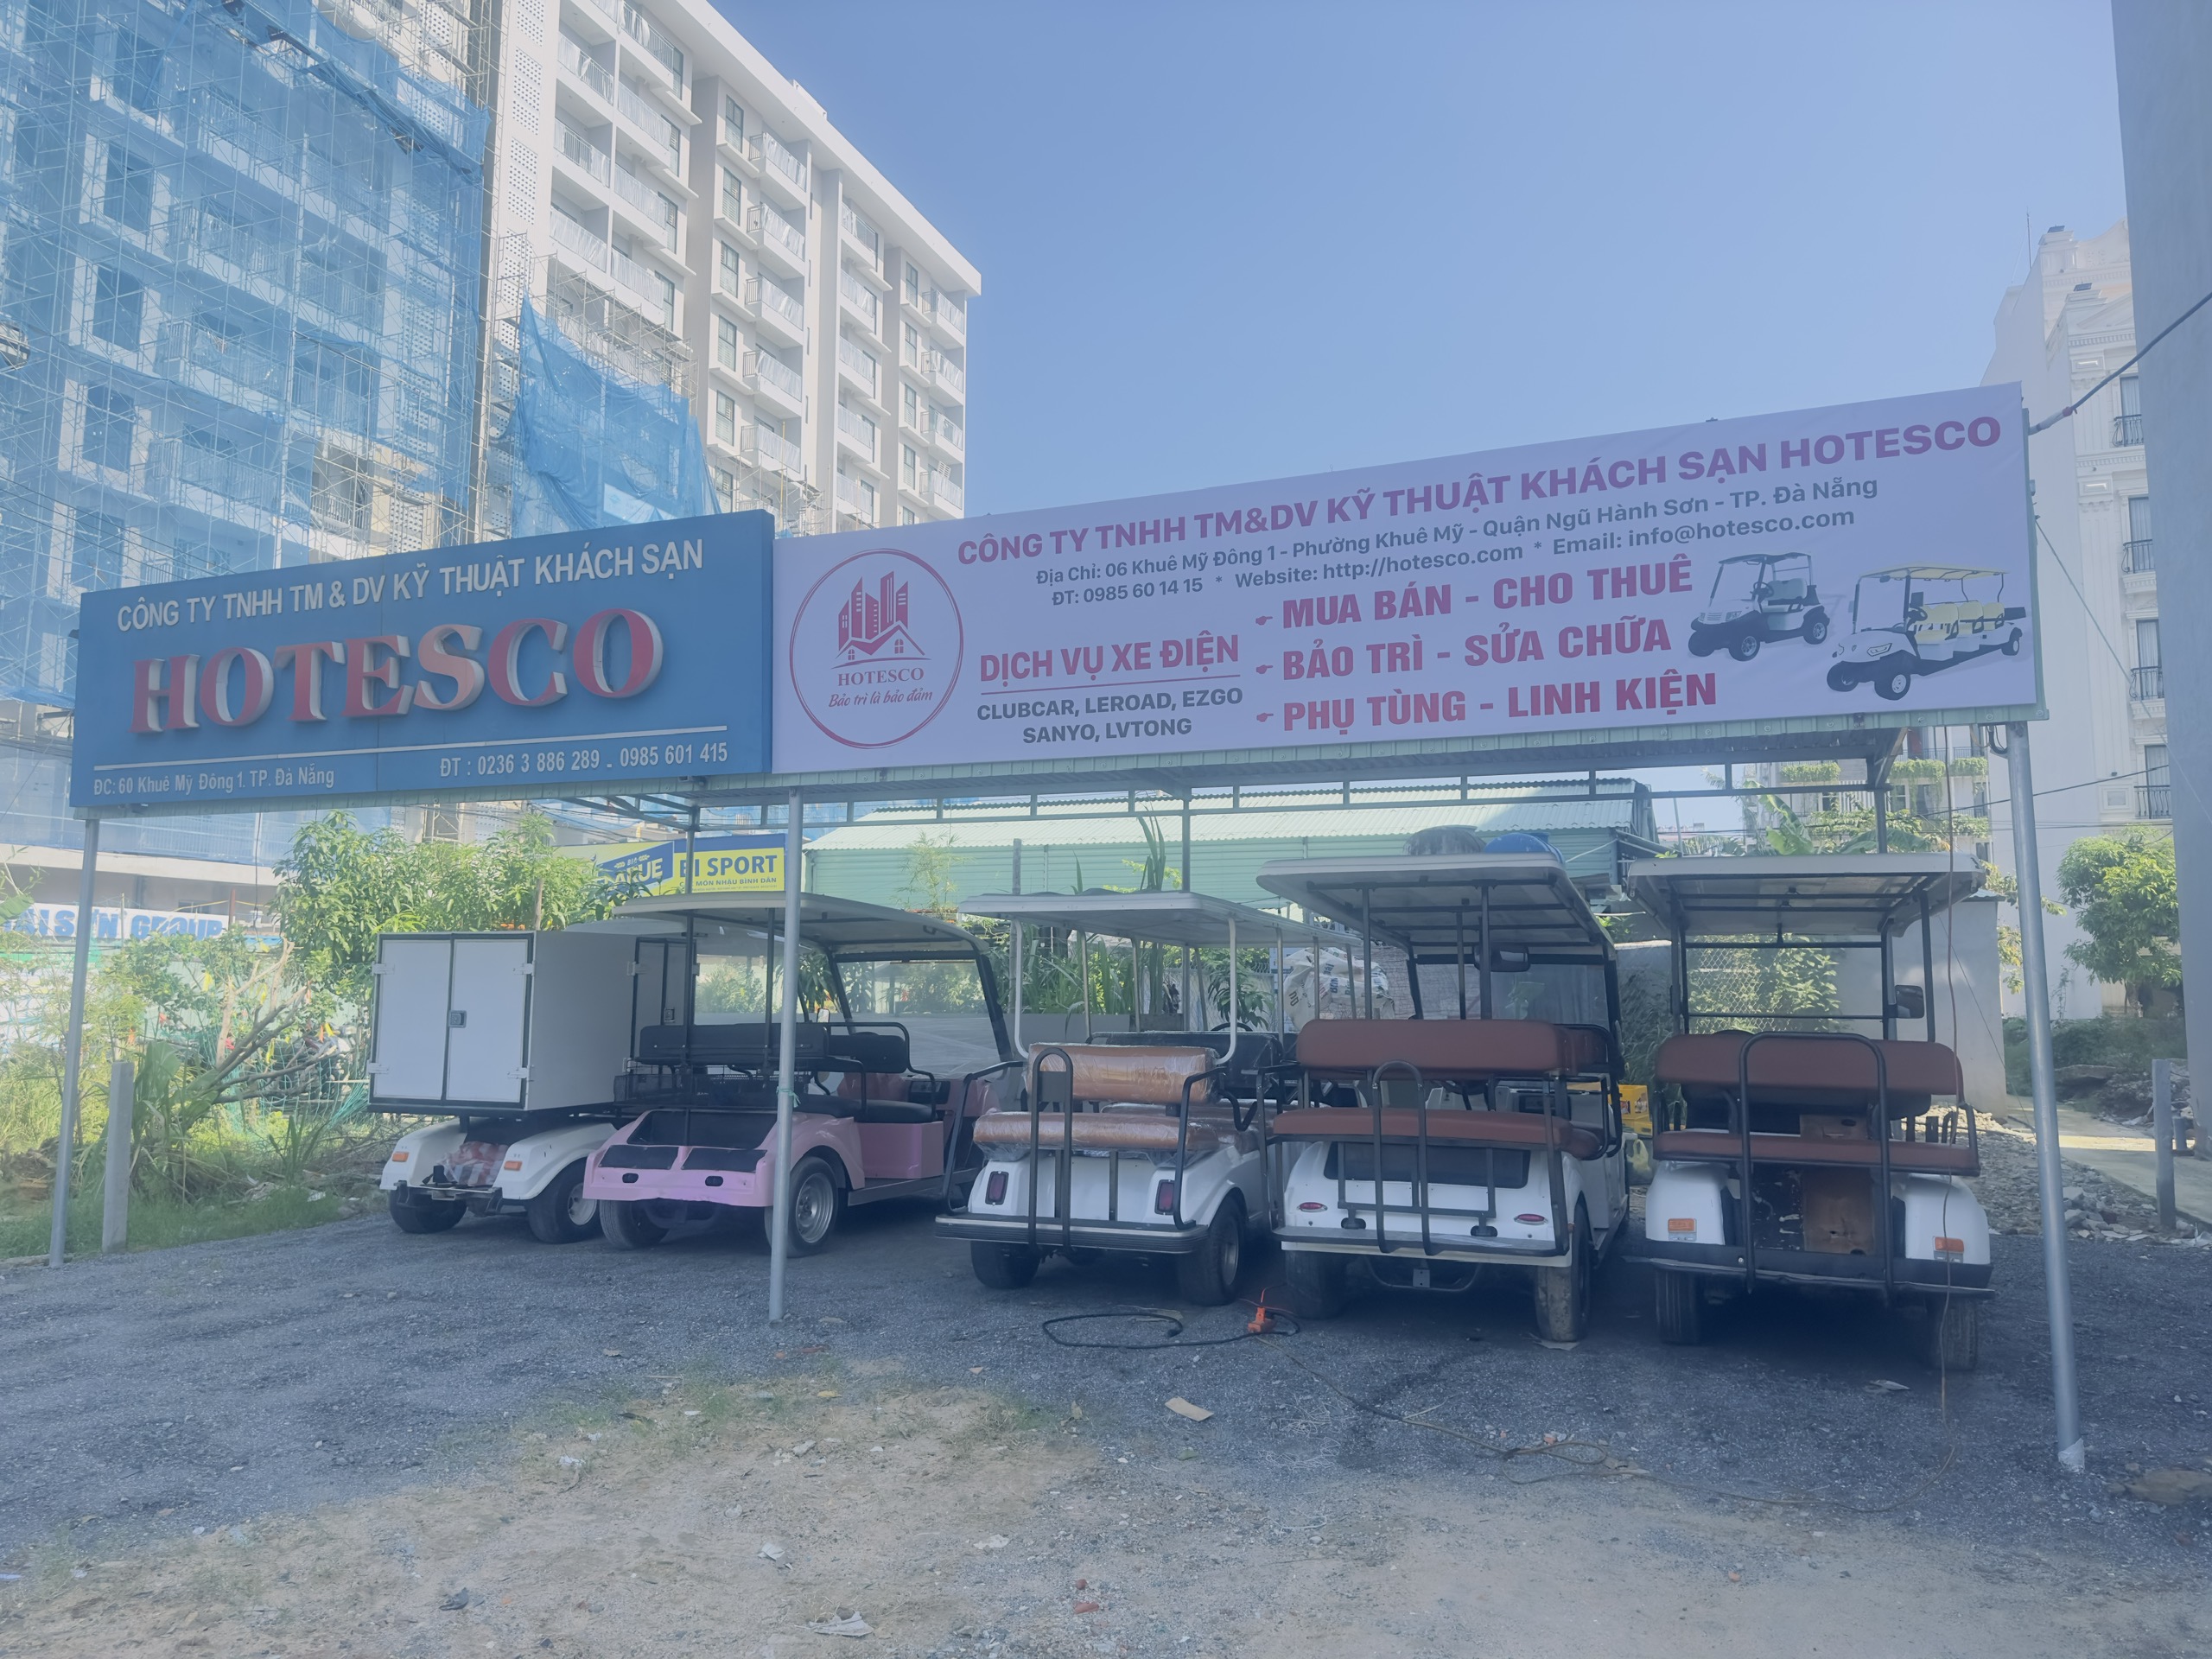 CÔNG TY TNHH TM & DV KỸ THUẬT KHÁCH SẠN
HOTESCO
ĐC: 60 Khuê Mỹ Đông 1. TP. Đà Nẵng
ĐT : 0236 3 886 289 - 0985 601 415
CÔNG TY TNHH TM&DV KỸ THUẬT KHÁCH SẠN HOTESCO
Địa Chỉ: 06 Khuê Mỹ Đông 1 - Phường Khuê Mỹ - Quận Ngũ Hành Sơn - TP. Đà Nẵng
ĐT: 0985 60 14 15 * Website: http://hotesco.com * Email: info@hotesco.com
HOTESCO
Bảo trì là bảo đảm
DỊCH VỤ XE ĐIỆN
CLUBCAR, LEROAD, EZGO
SANYO, LVTONG
MUA BÁN - CHO THUÊ
BẢO TRÌ - SỬA CHỮA
PHỤ TÙNG - LINH KIỆN
BI SPORT
MÓN NHẬU BÌNH DÂN
GROUP